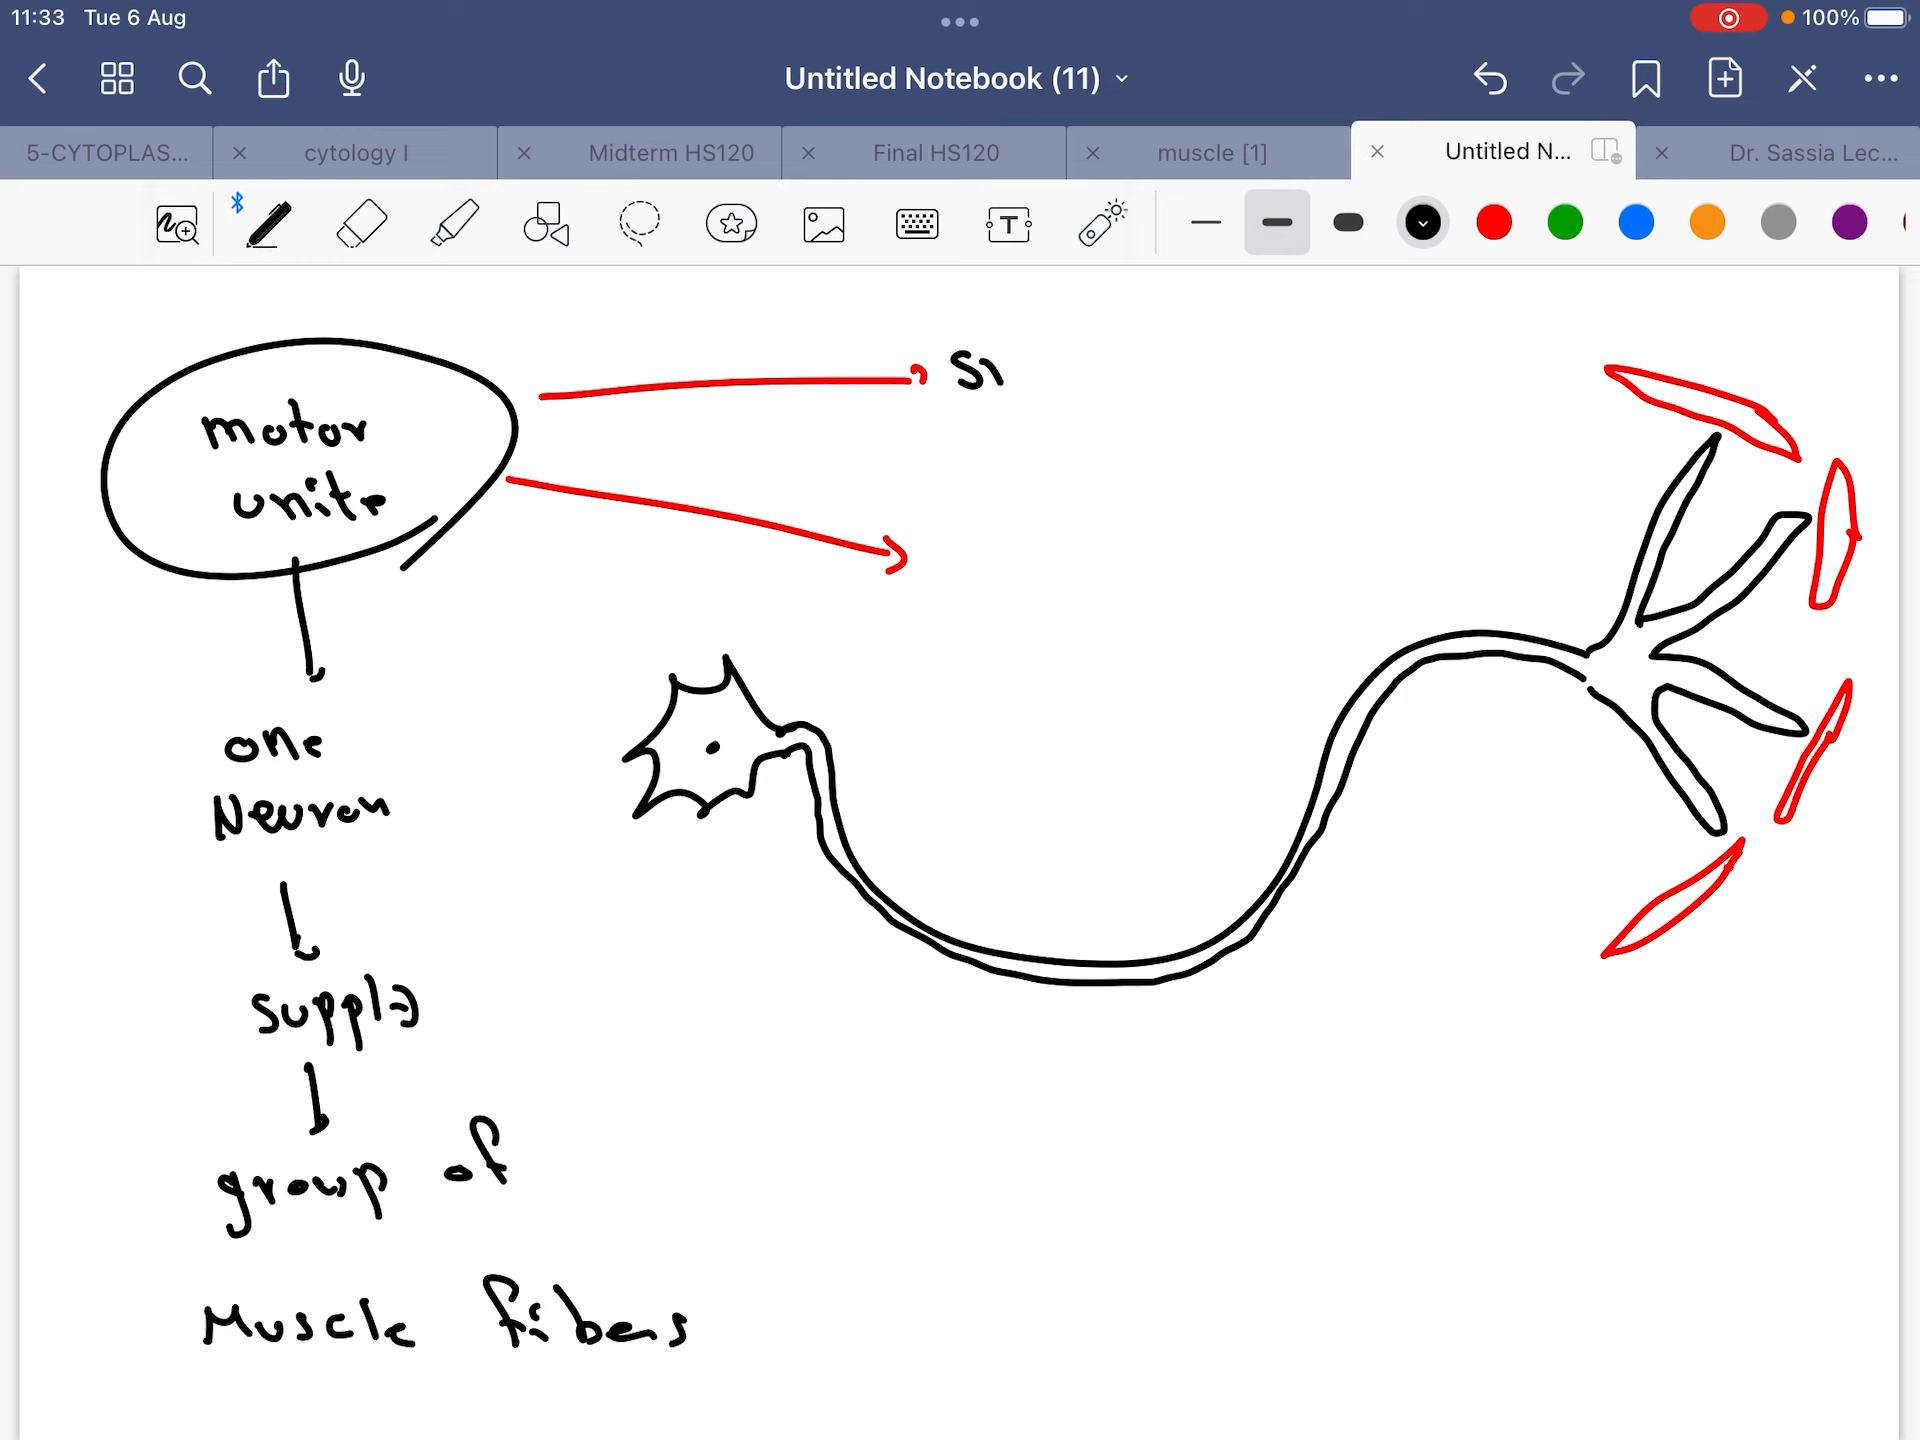 11:33 Tue 6 Aug
100%
Untitled Notebook (11)
5-CYTOPLAS...
cytology I
Midterm HS120
Final HS120
muscle [1]
Untitled N...
Dr. Sassia Lec...
T
motor
unite
one
Neuron
supply
group of
Muscle fibers